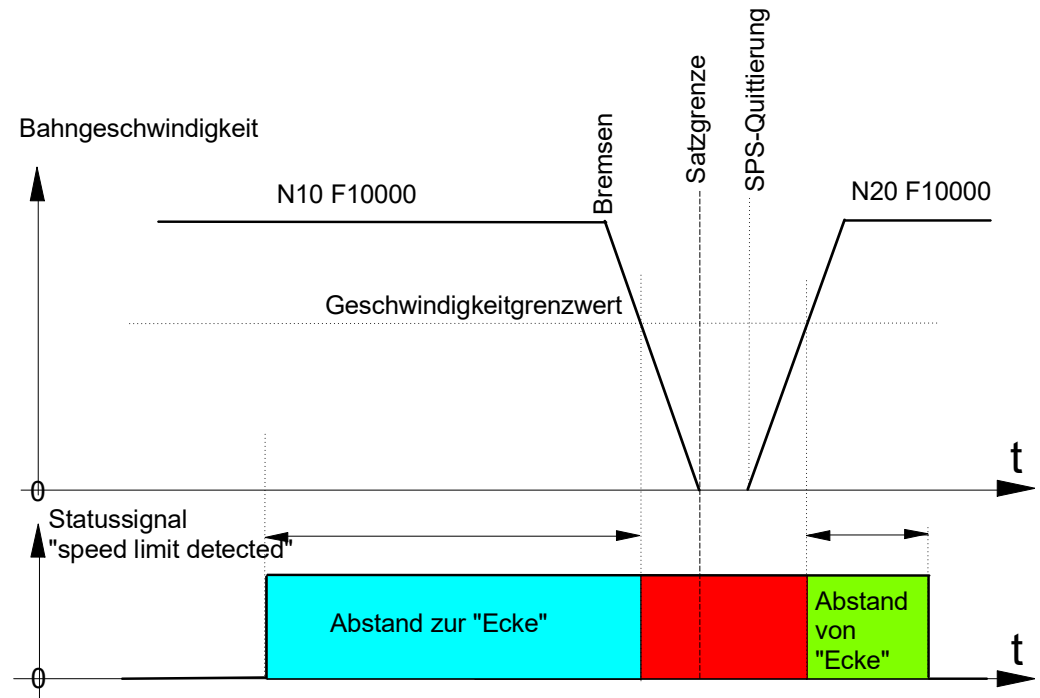 Bahngeschwindigkeit
N10 F10000
Bremsen
Satzgrenze
SPS-Quittierung
N20 F10000
Geschwindigkeitgrenzwert
t
0
Statussignal
"speed limit detected"
Abstand zur "Ecke"
Abstand
von
"Ecke"
t
0